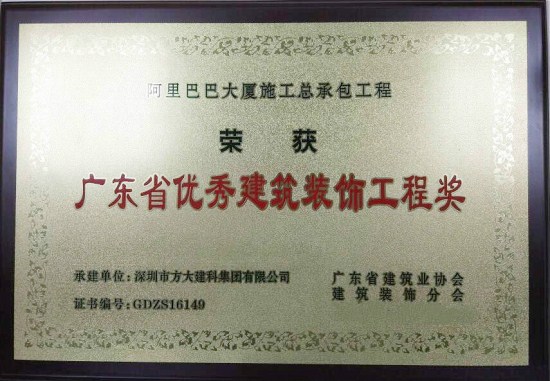 阿里巴巴大厦施工总承包工程
荣 获
广东省优秀建筑装饰工程奖
承建单位：深圳市方大建科集团有限公司
证书编号：GDZS16149
广东省建筑业协会
建筑装饰分会